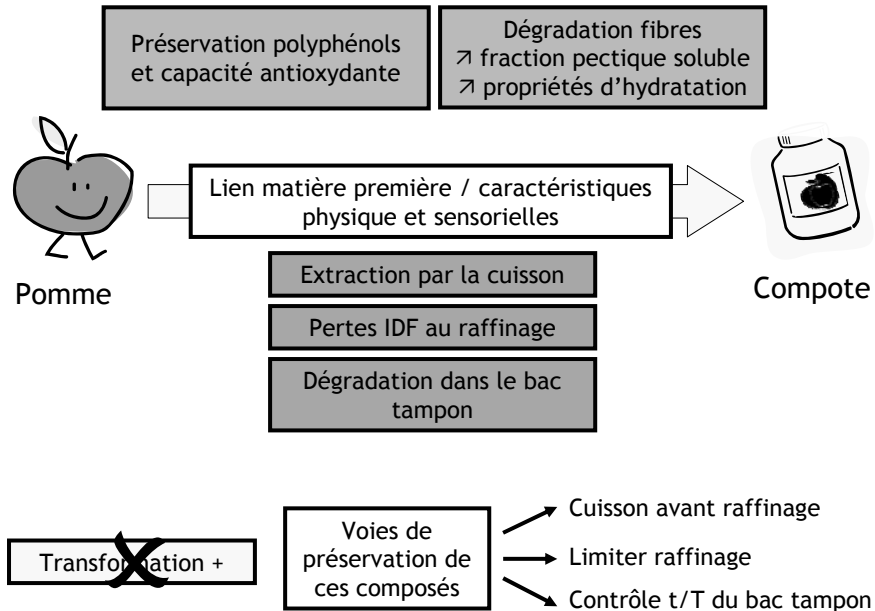 Préservation polyphénols
et capacité antioxydante
Dégradation fibres
↗ fraction pectique soluble
↗ propriétés d'hydratation
Lien matière première / caractéristiques
physique et sensorielles
Pomme
Compote
Extraction par la cuisson
Pertes IDF au raffinage
Dégradation dans le bac
tampon
Transformation +
Voies de
préservation de
ces composés
Cuisson avant raffinage
Limiter raffinage
Contrôle t/T du bac tampon